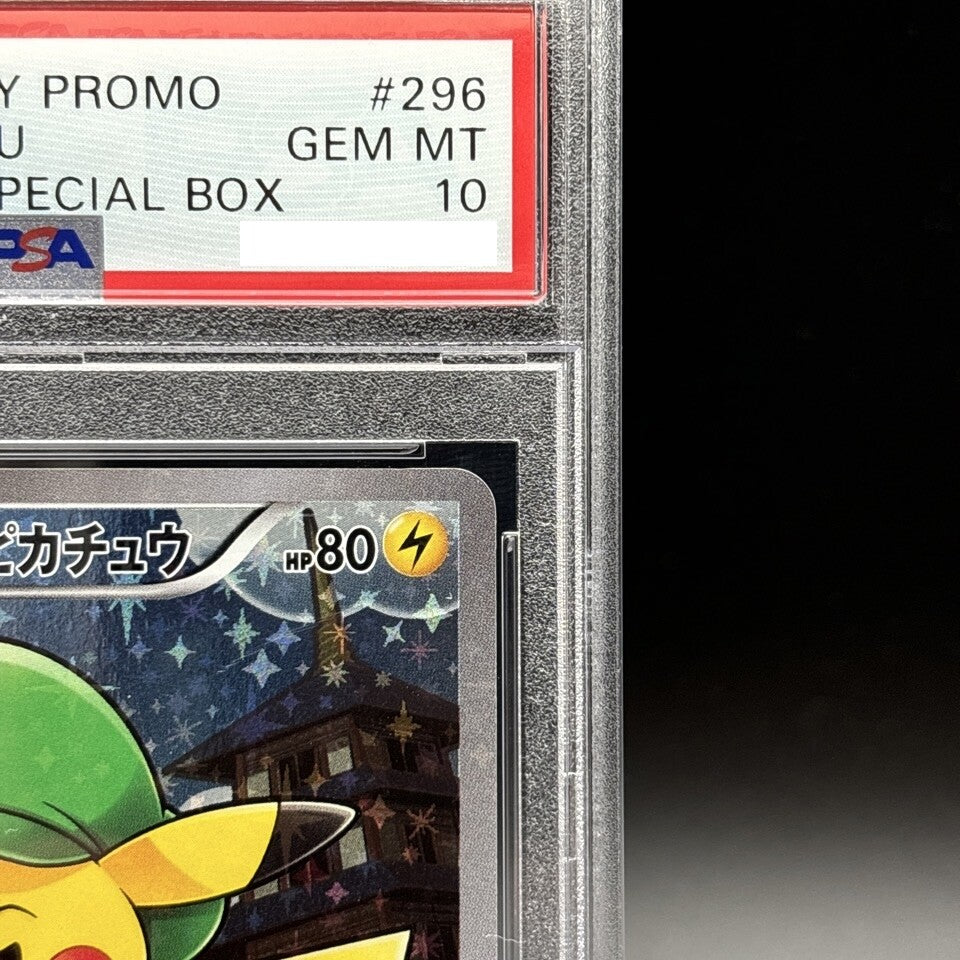 Y PROMO #296
U GEM MT
PECIAL BOX 10
PSA
ピカチュウ HP80